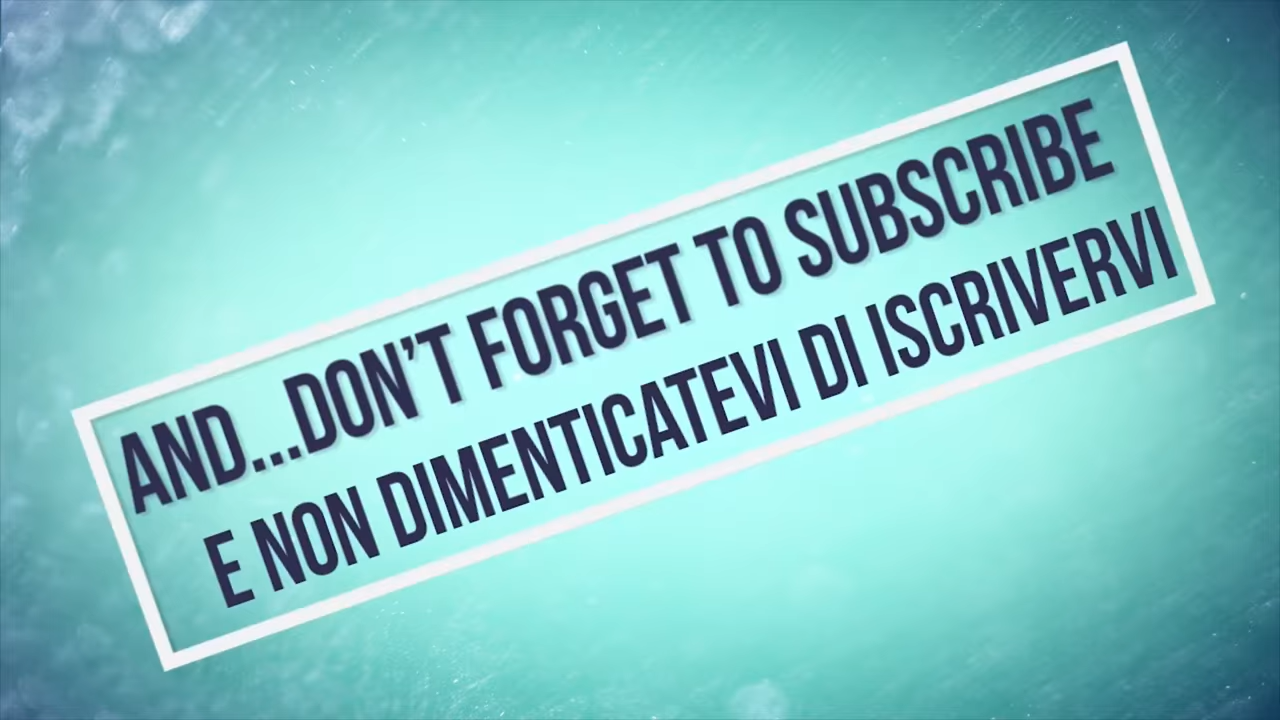 AND...DON'T FORGET TO SUBSCRIBE
E NON DIMENTICATEVI DI ISCRIVERVI